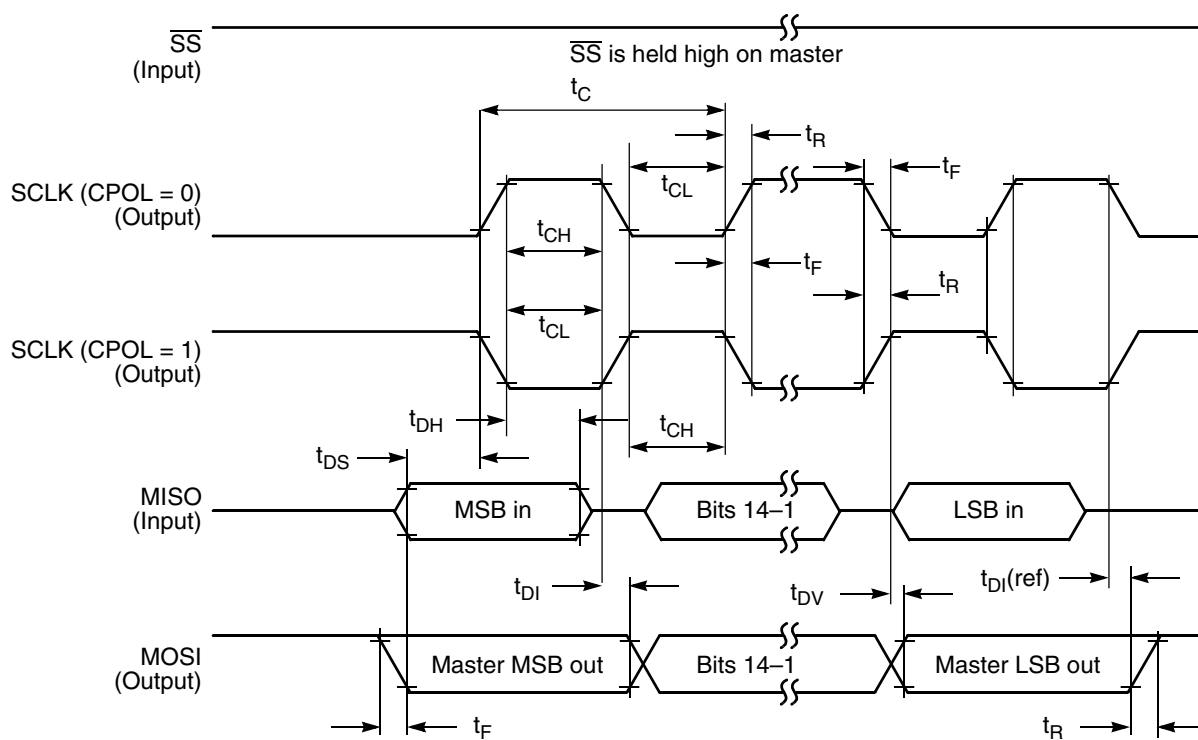 SS
(Input)
SS is held high on master
tC
tR
tF
SCLK (CPOL = 0)
(Output)
tCL
tCH
tF
tR
tCL
SCLK (CPOL = 1)
(Output)
tDH
tCH
tDS
MISO
(Input)
MSB in
Bits 14–1
LSB in
tDI
tDV
tDI(ref)
MOSI
(Output)
Master MSB out
Bits 14–1
Master LSB out
tF
tR